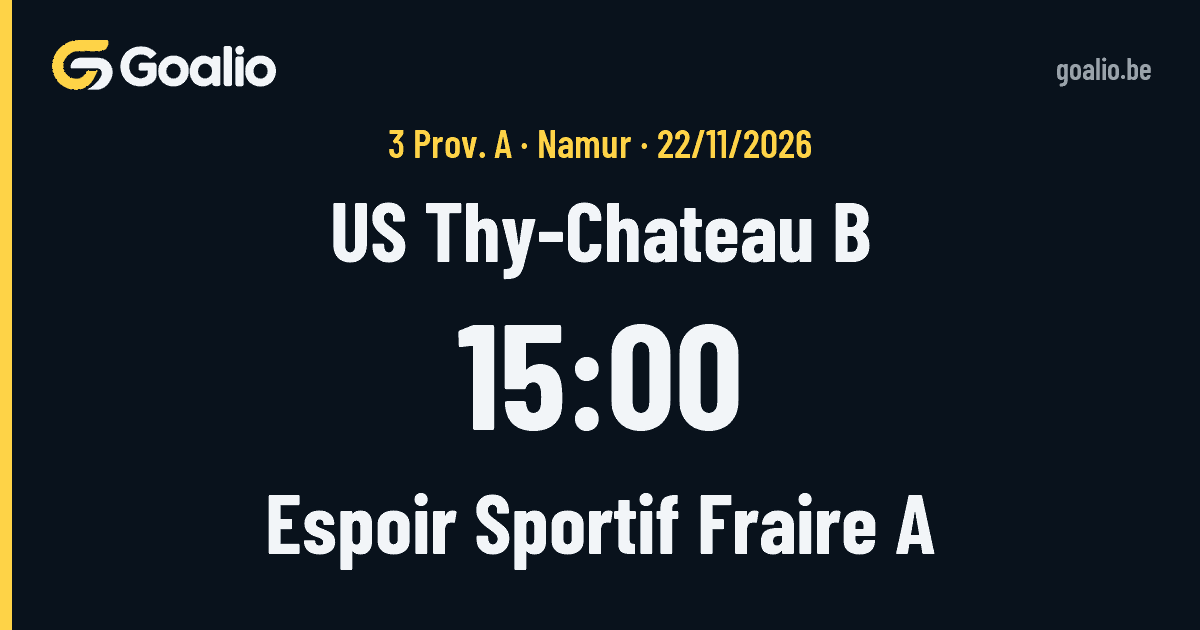 Goalio
goalio.be
3 Prov. A · Namur · 22/11/2026
US Thy-Chateau B
15:00
Espoir Sportif Fraire A